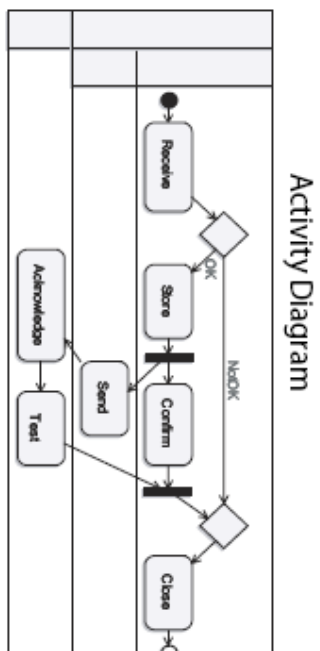 Activity Diagram
Receive
OK
NotOK
Store
Confirm
Close
Send
Acknowledge
Test